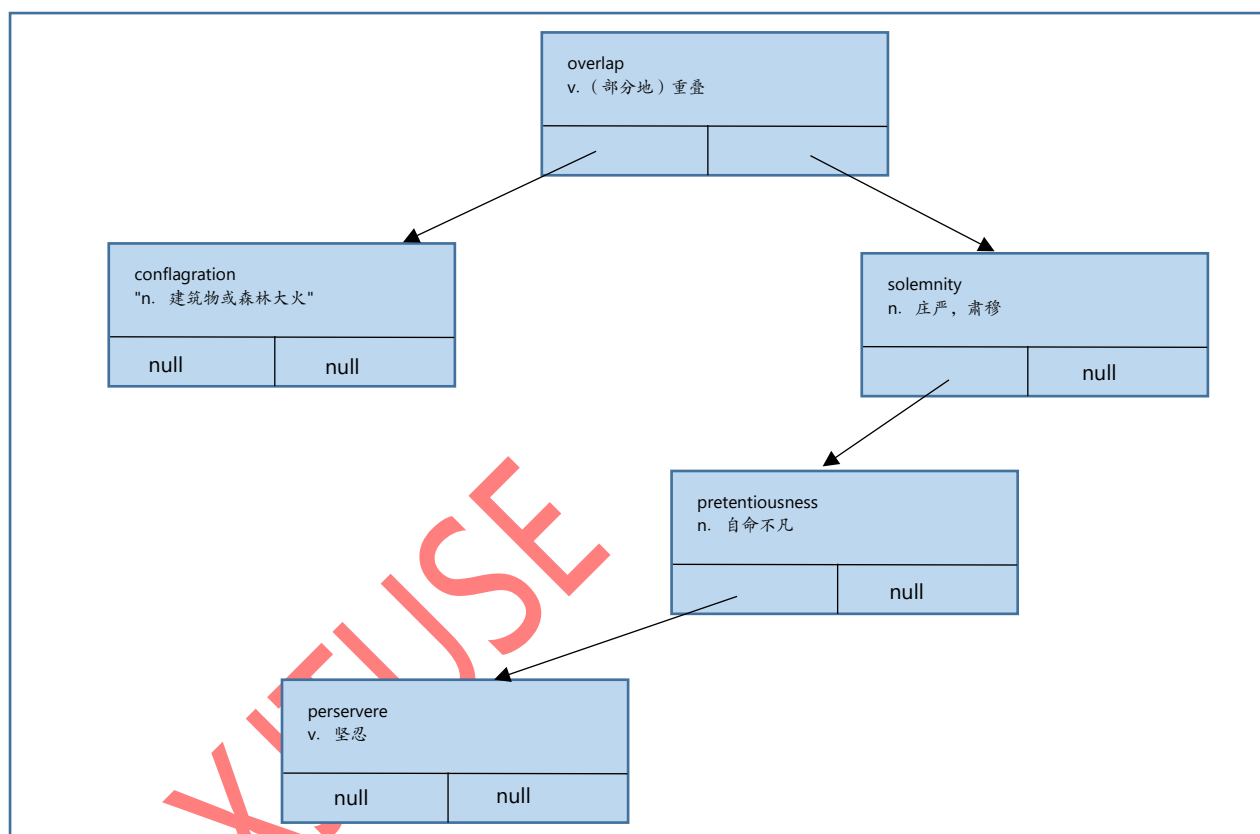 overlap
v.（部分地）重叠
conflagration
"n. 建筑物或森林大火"
null null
solemnity
n. 庄严，肃穆
null
pretentiousness
n. 自命不凡
null
perservere
v. 坚忍
null null